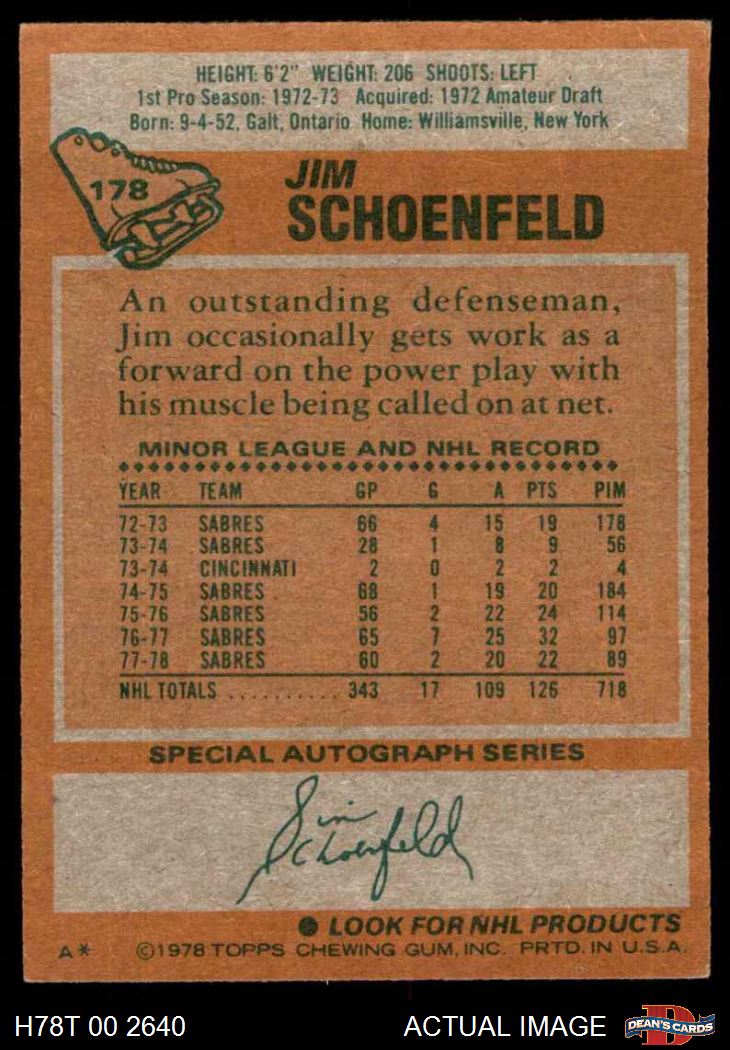 HEIGHT: 6'2" WEIGHT: 206 SHOOTS: LEFT
1st Pro Season: 1972-73 Acquired: 1972 Amateur Draft
Born: 9-4-52, Galt, Ontario Home: Williamsville, New York
178
JIM
SCHOENFELD
An outstanding defenseman,
Jim occasionally gets work as a
forward on the power play with
his muscle being called on at net.
MINOR LEAGUE AND NHL RECORD
YEAR TEAM GP G A PTS PIM
72-73 SABRES 66 4 15 19 178
73-74 SABRES 28 1 8 9 56
73-74 CINCINNATI 2 0 2 2 4
74-75 SABRES 68 1 19 20 184
75-76 SABRES 56 2 22 24 114
76-77 SABRES 65 7 25 32 97
77-78 SABRES 60 2 20 22 89
NHL TOTALS .......... 343 17 109 126 718
SPECIAL AUTOGRAPH SERIES
Jim
Schoenfeld
● LOOK FOR NHL PRODUCTS
A* ©1978 TOPPS CHEWING GUM, INC. PRTD. IN U.S.A.
H78T 00 2640 ACTUAL IMAGE D DEAN'S CARDS